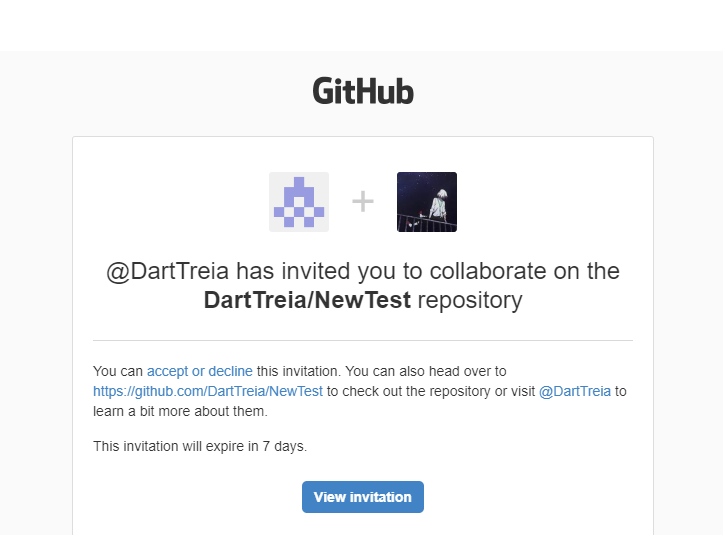 GitHub
@DartTreia has invited you to collaborate on the
DartTreia/NewTest repository
You can accept or decline this invitation. You can also head over to
https://github.com/DartTreia/NewTest to check out the repository or visit @DartTreia to
learn a bit more about them.
This invitation will expire in 7 days.
View invitation